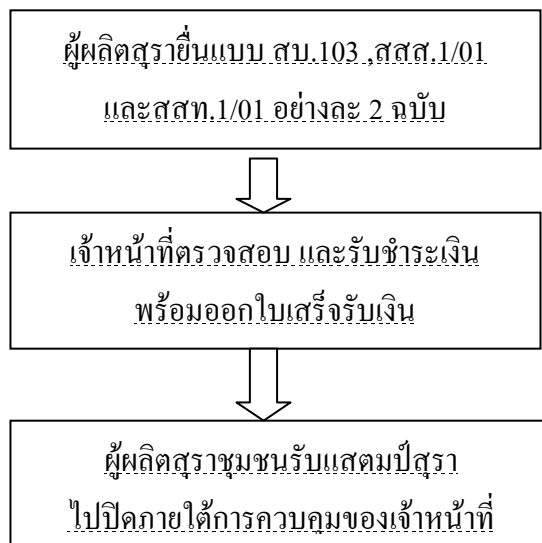 ผู้ผลิตสุรายื่นแบบ สบ.103 ,สสส.1/01
และสสท.1/01 อย่างละ 2 ฉบับ
เจ้าหน้าที่ตรวจสอบ และรับชำระเงิน
พร้อมออกใบเสร็จรับเงิน
ผู้ผลิตสุราชุมชนรับแสตมป์สุรา
ไปปิดภายใต้การควบคุมของเจ้าหน้าที่